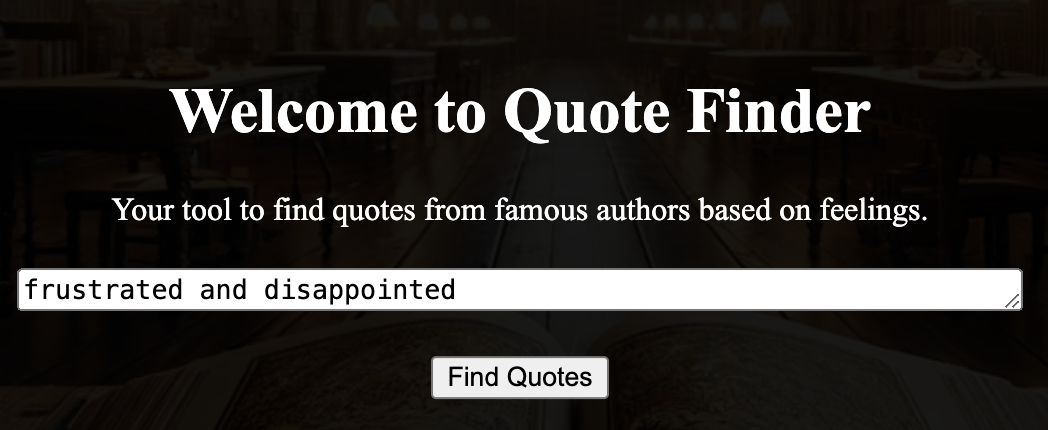 Welcome to Quote Finder
Your tool to find quotes from famous authors based on feelings.
frustrated and disappointed
Find Quotes